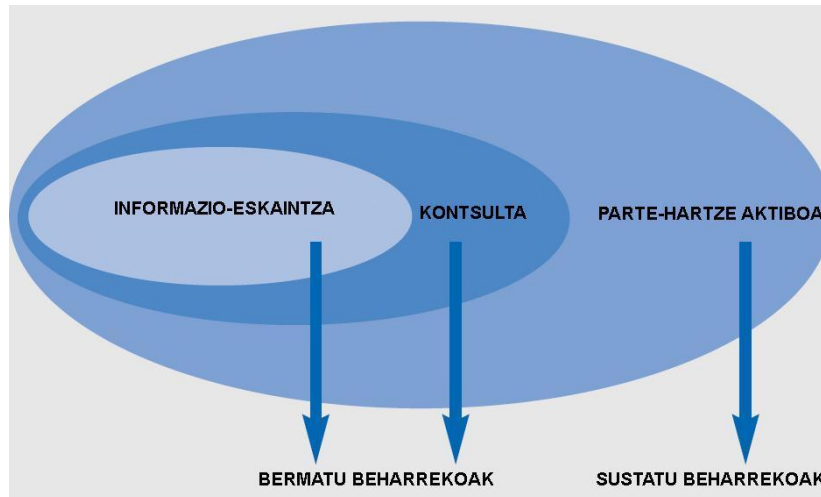 INFORMAZIO-ESKAINTZA
KONTSULTA
PARTE-HARTZE AKTIBOA
BERMATU BEHARREKOAK
SUSTATU BEHARREKOAK